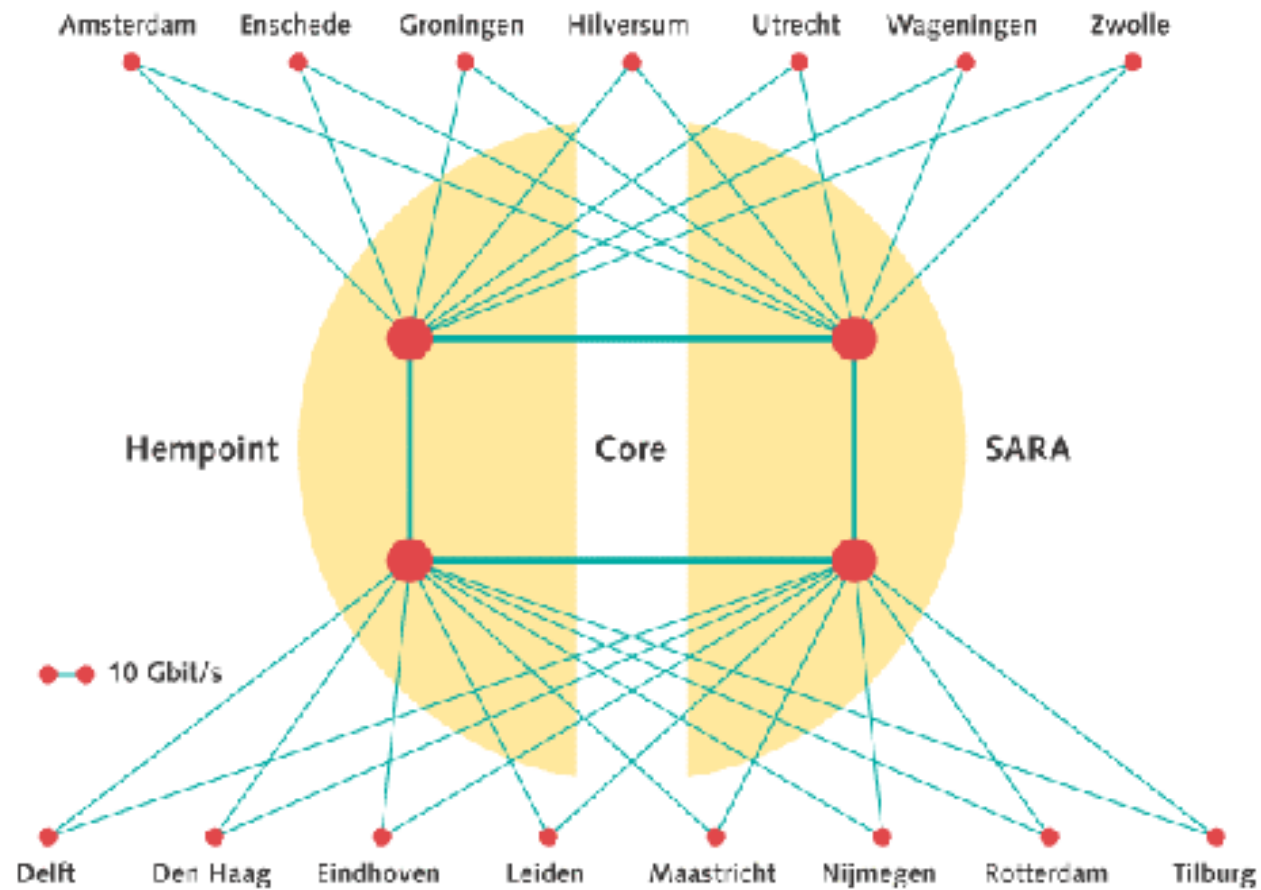 Amsterdam Enschede Groningen Hilversum Utrecht Wageningen Zwolle
Hempoint Core SARA
10 Gbit/s
Delft Den Haag Eindhoven Leiden Maastricht Nijmegen Rotterdam Tilburg